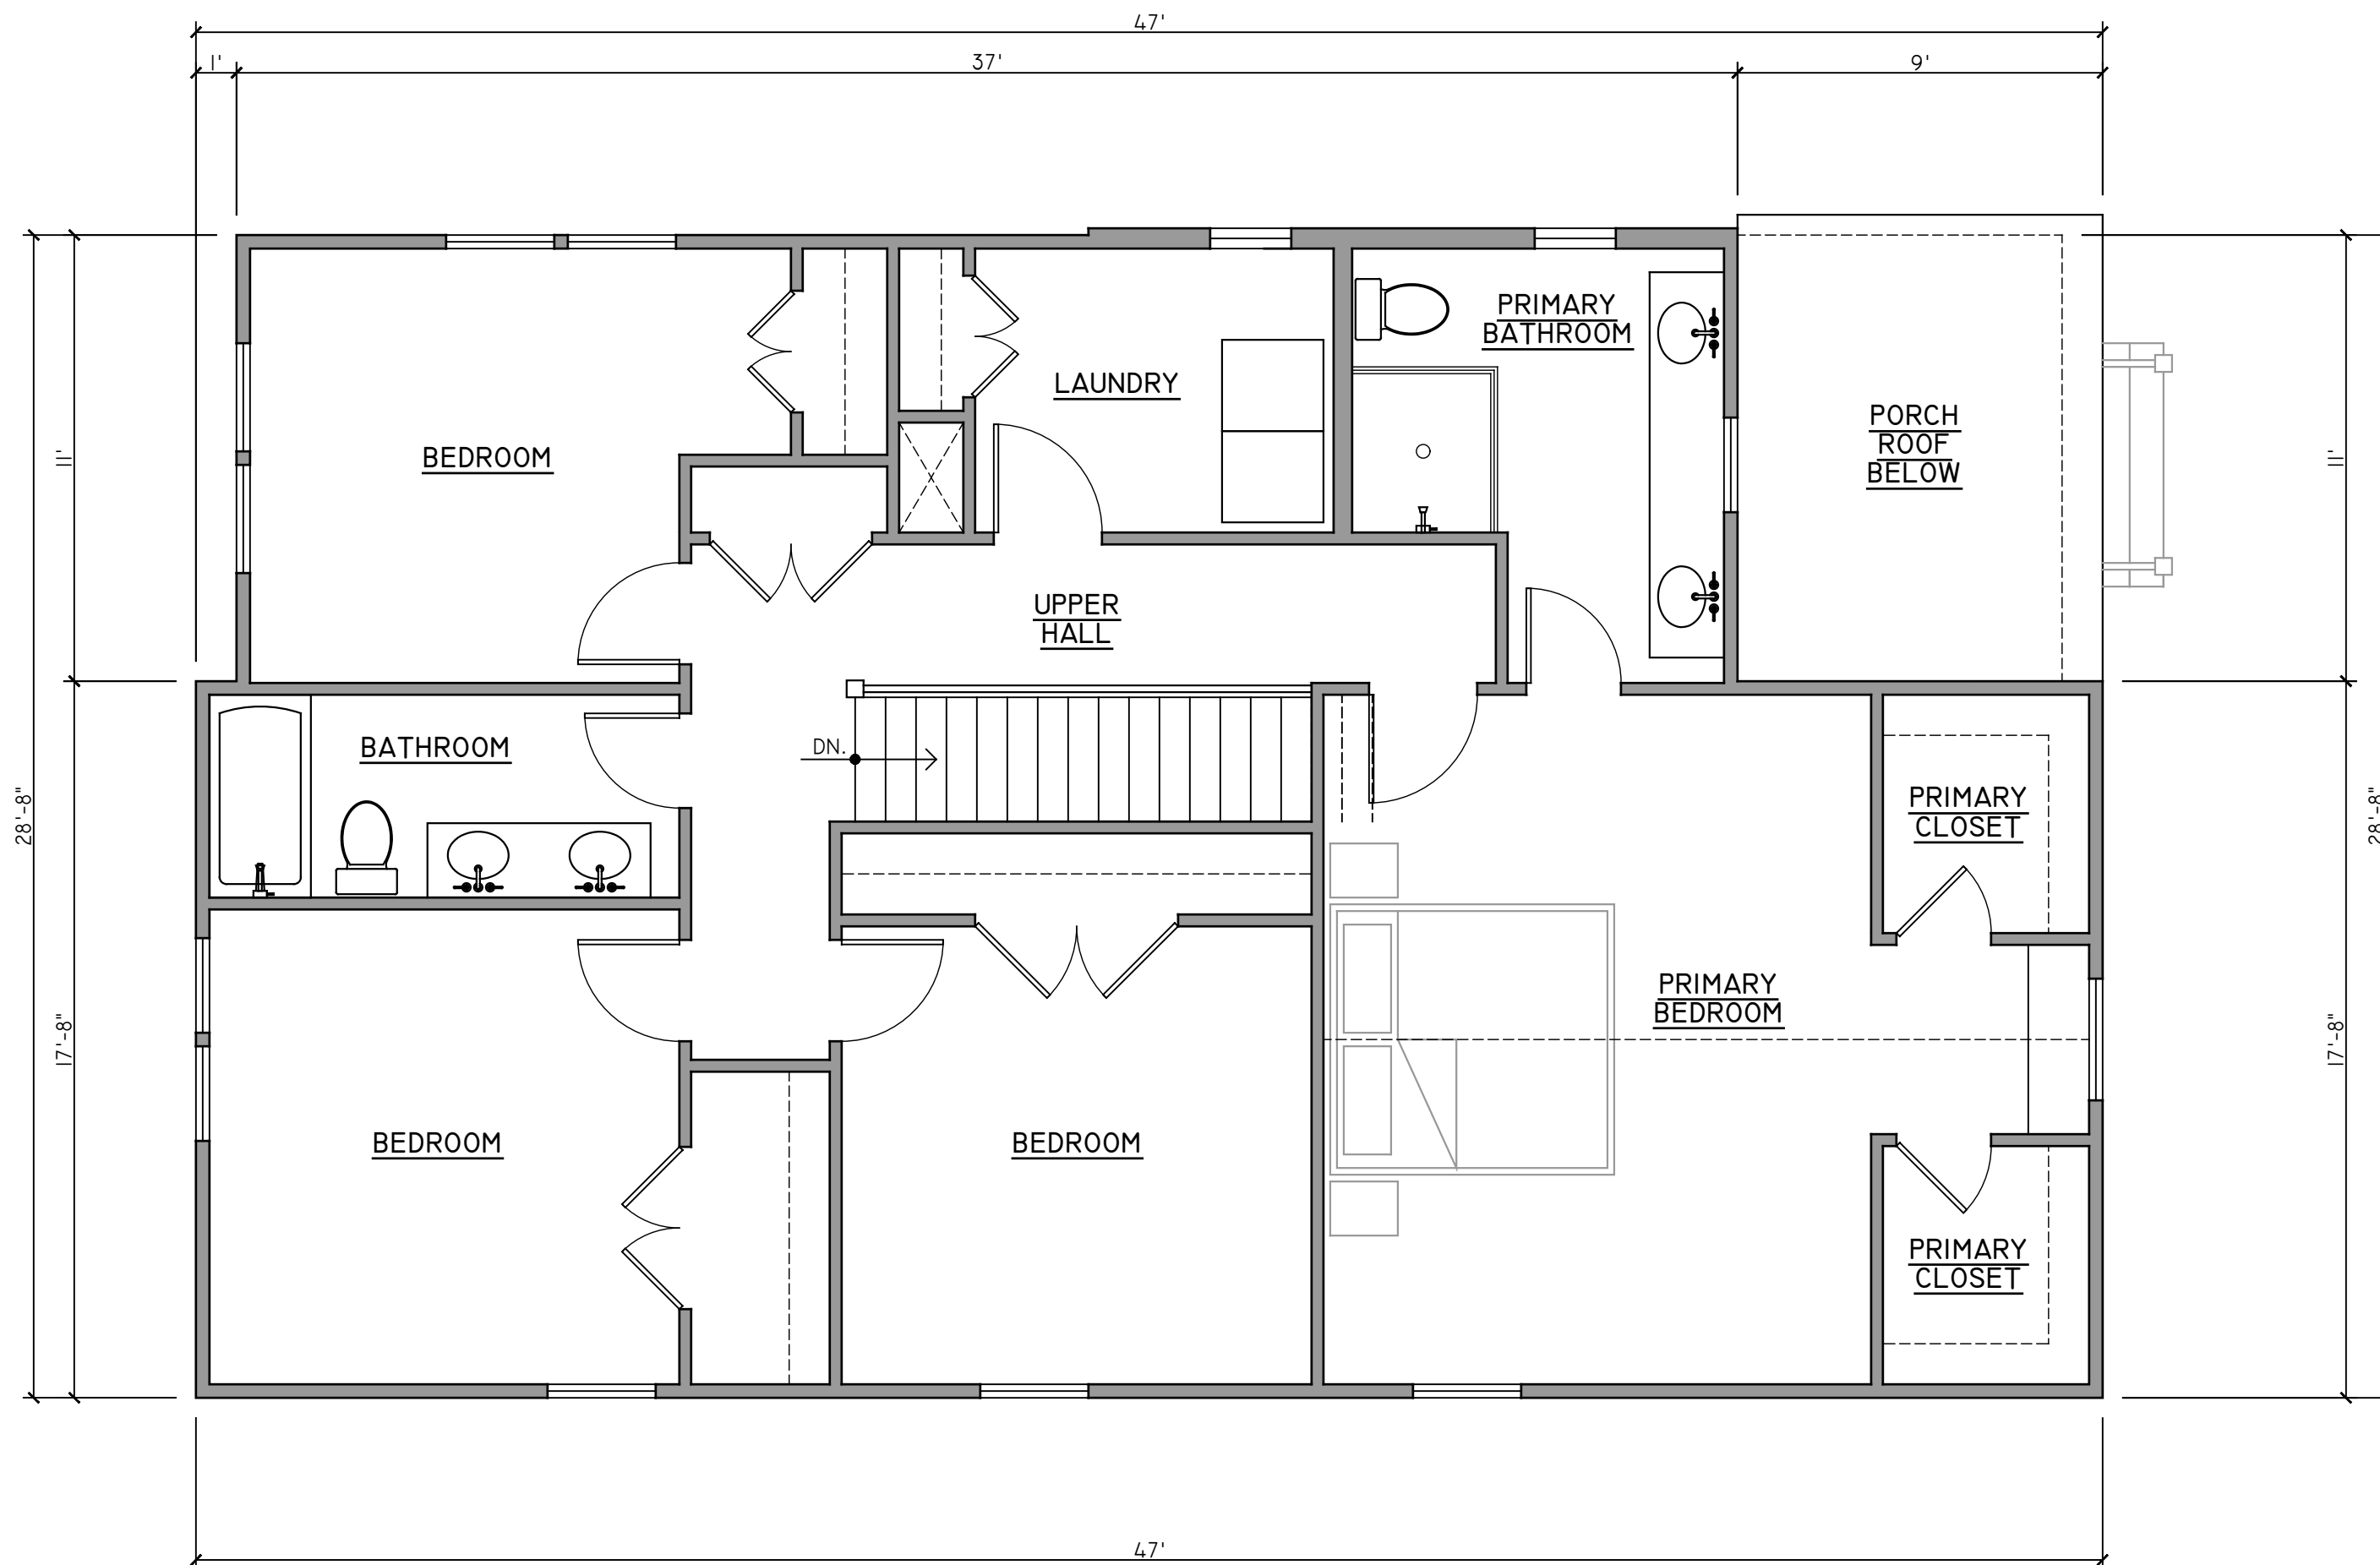 47'
1'
37'
9'
PRIMARY
BATHROOM
LAUNDRY
PORCH
ROOF
BELOW
BEDROOM
11'
11'
UPPER
HALL
BATHROOM
DN.
PRIMARY
CLOSET
28'-8"
28'-8"
PRIMARY
BEDROOM
17'-8"
17'-8"
BEDROOM
BEDROOM
PRIMARY
CLOSET
47'